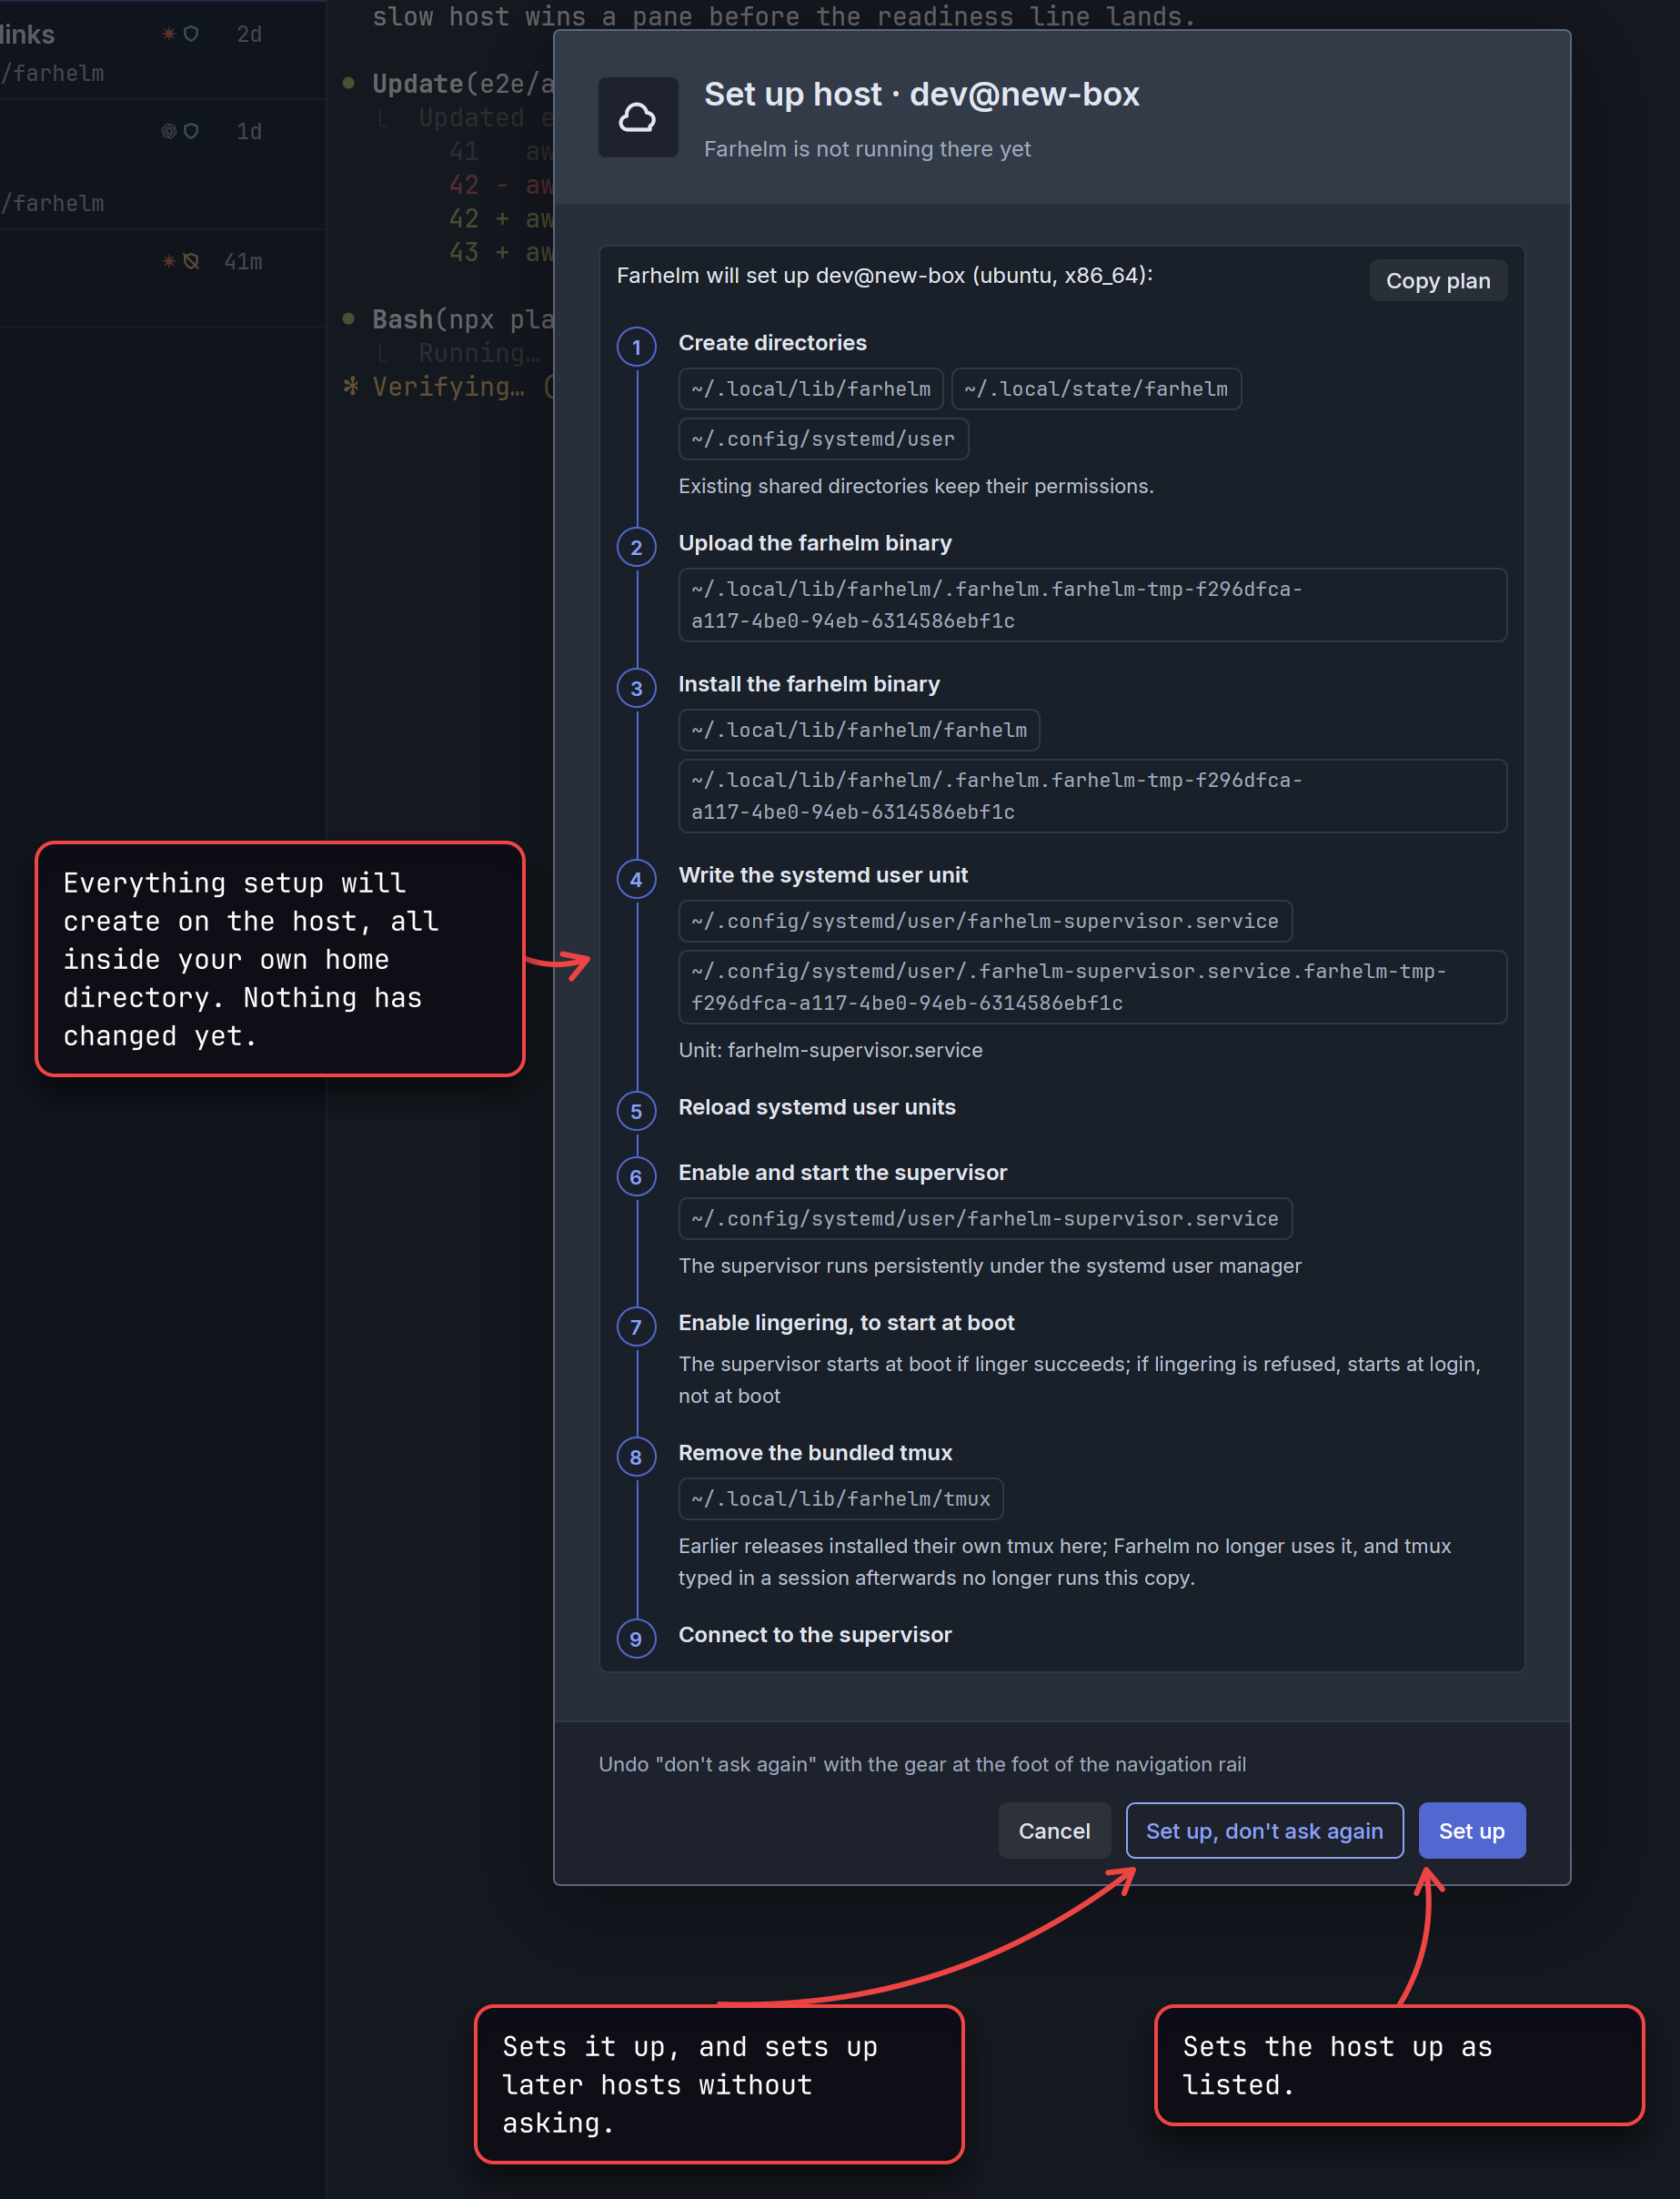 slow host wins a pane before the readiness line lands.
links 2d
/farhelm
1d
/farhelm
41m
Update(e2e/a
Updated e
41 aw
42 - aw
42 + aw
43 + aw
Bash(npx pla
Running…
Verifying… (
Set up host · dev@new-box
Farhelm is not running there yet
Farhelm will set up dev@new-box (ubuntu, x86_64):
Copy plan
1 Create directories
~/.local/lib/farhelm ~/.local/state/farhelm
~/.config/systemd/user
Existing shared directories keep their permissions.
2 Upload the farhelm binary
~/.local/lib/farhelm/.farhelm.farhelm-tmp-f296dfca-
a117-4be0-94eb-6314586ebf1c
3 Install the farhelm binary
~/.local/lib/farhelm/farhelm
~/.local/lib/farhelm/.farhelm.farhelm-tmp-f296dfca-
a117-4be0-94eb-6314586ebf1c
4 Write the systemd user unit
~/.config/systemd/user/farhelm-supervisor.service
~/.config/systemd/user/.farhelm-supervisor.service.farhelm-tmp-
f296dfca-a117-4be0-94eb-6314586ebf1c
Unit: farhelm-supervisor.service
5 Reload systemd user units
6 Enable and start the supervisor
~/.config/systemd/user/farhelm-supervisor.service
The supervisor runs persistently under the systemd user manager
7 Enable lingering, to start at boot
The supervisor starts at boot if linger succeeds; if lingering is refused, starts at login,
not at boot
8 Remove the bundled tmux
~/.local/lib/farhelm/tmux
Earlier releases installed their own tmux here; Farhelm no longer uses it, and tmux
typed in a session afterwards no longer runs this copy.
9 Connect to the supervisor
Undo "don't ask again" with the gear at the foot of the navigation rail
Cancel Set up, don't ask again Set up
Everything setup will
create on the host, all
inside your own home
directory. Nothing has
changed yet.
Sets it up, and sets up
later hosts without
asking.
Sets the host up as
listed.